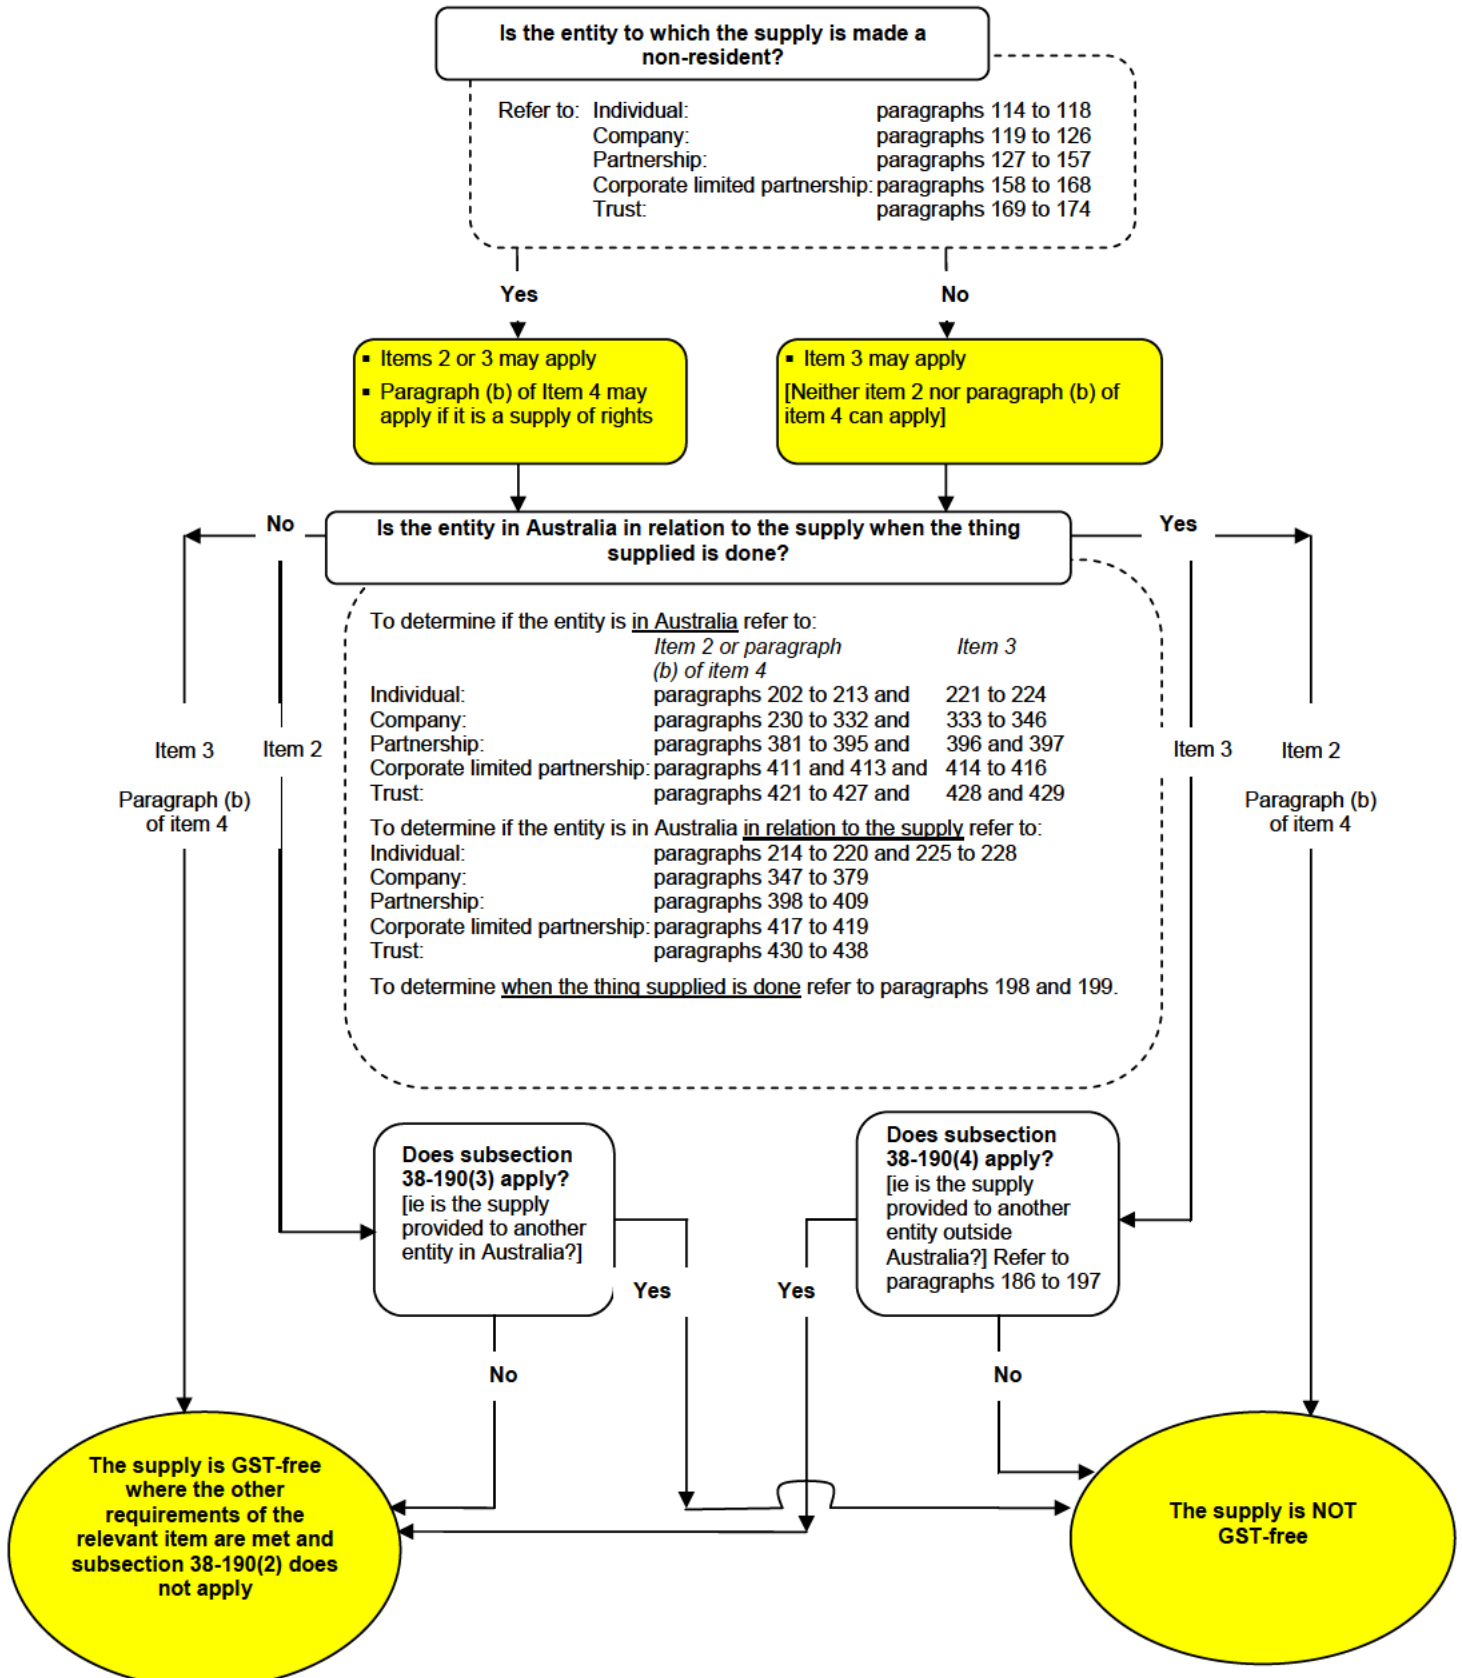 Is the entity to which the supply is made a
non-resident?
Refer to: Individual: paragraphs 114 to 118
Company: paragraphs 119 to 126
Partnership: paragraphs 127 to 157
Corporate limited partnership: paragraphs 158 to 168
Trust: paragraphs 169 to 174
Yes
No
▪ Items 2 or 3 may apply
▪ Paragraph (b) of Item 4 may
apply if it is a supply of rights
▪ Item 3 may apply
[Neither item 2 nor paragraph (b) of
item 4 can apply]
No
Is the entity in Australia in relation to the supply when the thing
supplied is done?
Yes
To determine if the entity is in Australia refer to:
Item 2 or paragraph Item 3
(b) of item 4
Individual: paragraphs 202 to 213 and 221 to 224
Company: paragraphs 230 to 332 and 333 to 346
Partnership: paragraphs 381 to 395 and 396 and 397
Corporate limited partnership: paragraphs 411 and 413 and 414 to 416
Trust: paragraphs 421 to 427 and 428 and 429
To determine if the entity is in Australia in relation to the supply refer to:
Individual: paragraphs 214 to 220 and 225 to 228
Company: paragraphs 347 to 379
Partnership: paragraphs 398 to 409
Corporate limited partnership: paragraphs 417 to 419
Trust: paragraphs 430 to 438
To determine when the thing supplied is done refer to paragraphs 198 and 199.
Item 3
Paragraph (b)
of item 4
Item 2
Item 3
Item 2
Paragraph (b)
of item 4
Does subsection
38-190(3) apply?
[ie is the supply
provided to another
entity in Australia?]
Does subsection
38-190(4) apply?
[ie is the supply
provided to another
entity outside
Australia?] Refer to
paragraphs 186 to 197
Yes
Yes
No
No
The supply is GST-free
where the other
requirements of the
relevant item are met and
subsection 38-190(2) does
not apply
The supply is NOT
GST-free